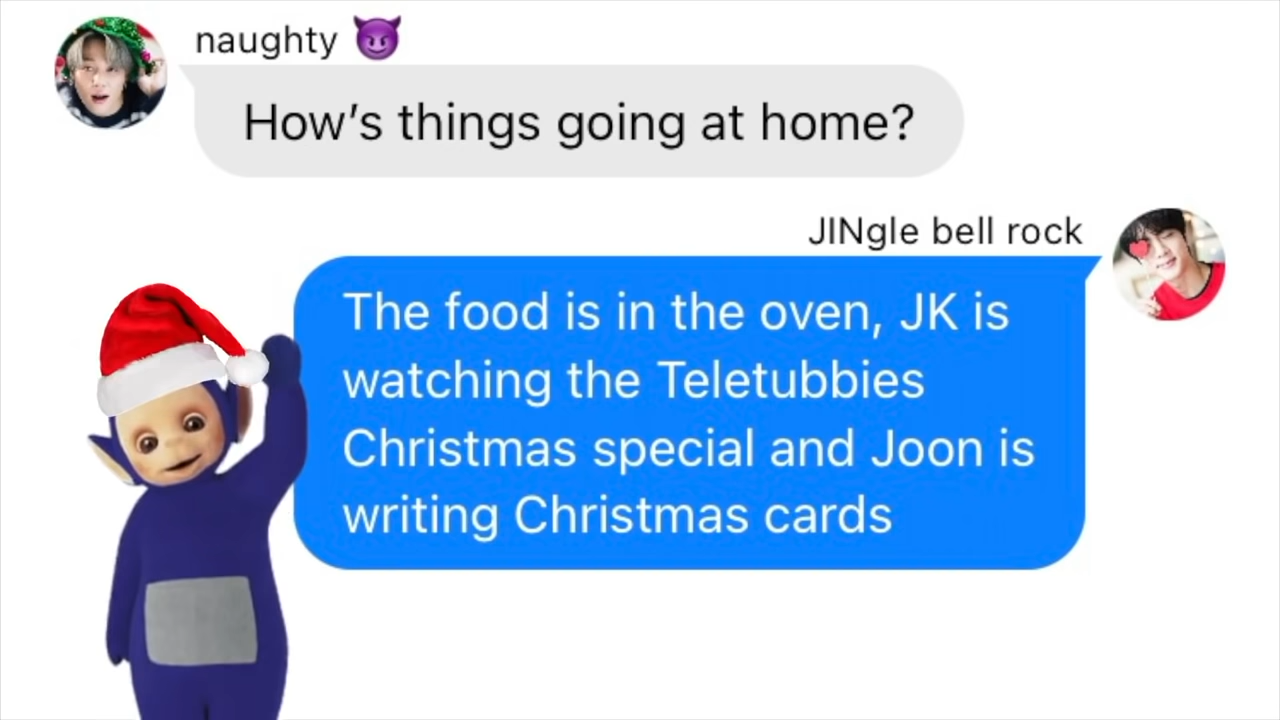 naughty 😈
How's things going at home?
JINgle bell rock
The food is in the oven, JK is
watching the Teletubbies
Christmas special and Joon is
writing Christmas cards